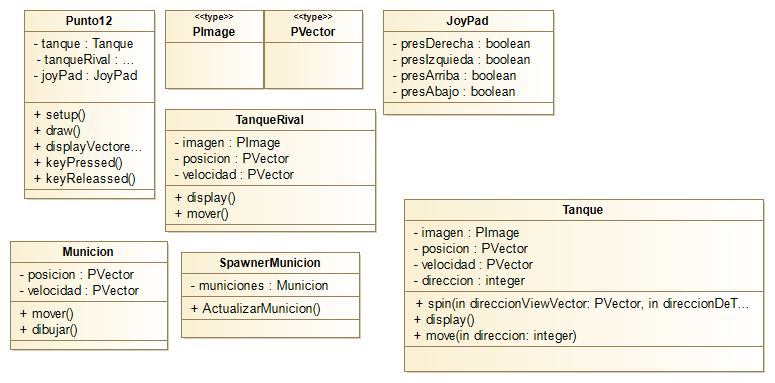 Punto12
- tanque : Tanque
- tanqueRival : ...
- joyPad : JoyPad
+ setup()
+ draw()
+ displayVectore...
+ keyPressed()
+ keyReleassed()
<<type>>
PImage
<<type>>
PVector
JoyPad
- presDerecha : boolean
- presIzquieda : boolean
- presArriba : boolean
- presAbajo : boolean
TanqueRival
- imagen : PImage
- posicion : PVector
- velocidad : PVector
+ display()
+ mover()
Tanque
- imagen : PImage
- posicion : PVector
- velocidad : PVector
- direccion : integer
+ spin(in direccionViewVector: PVector, in direccionDeT...
+ display()
+ move(in direccion: integer)
Municion
- posicion : PVector
- velocidad : PVector
+ mover()
+ dibujar()
SpawnerMunicion
- municiones : Municion
+ ActualizarMunicion()